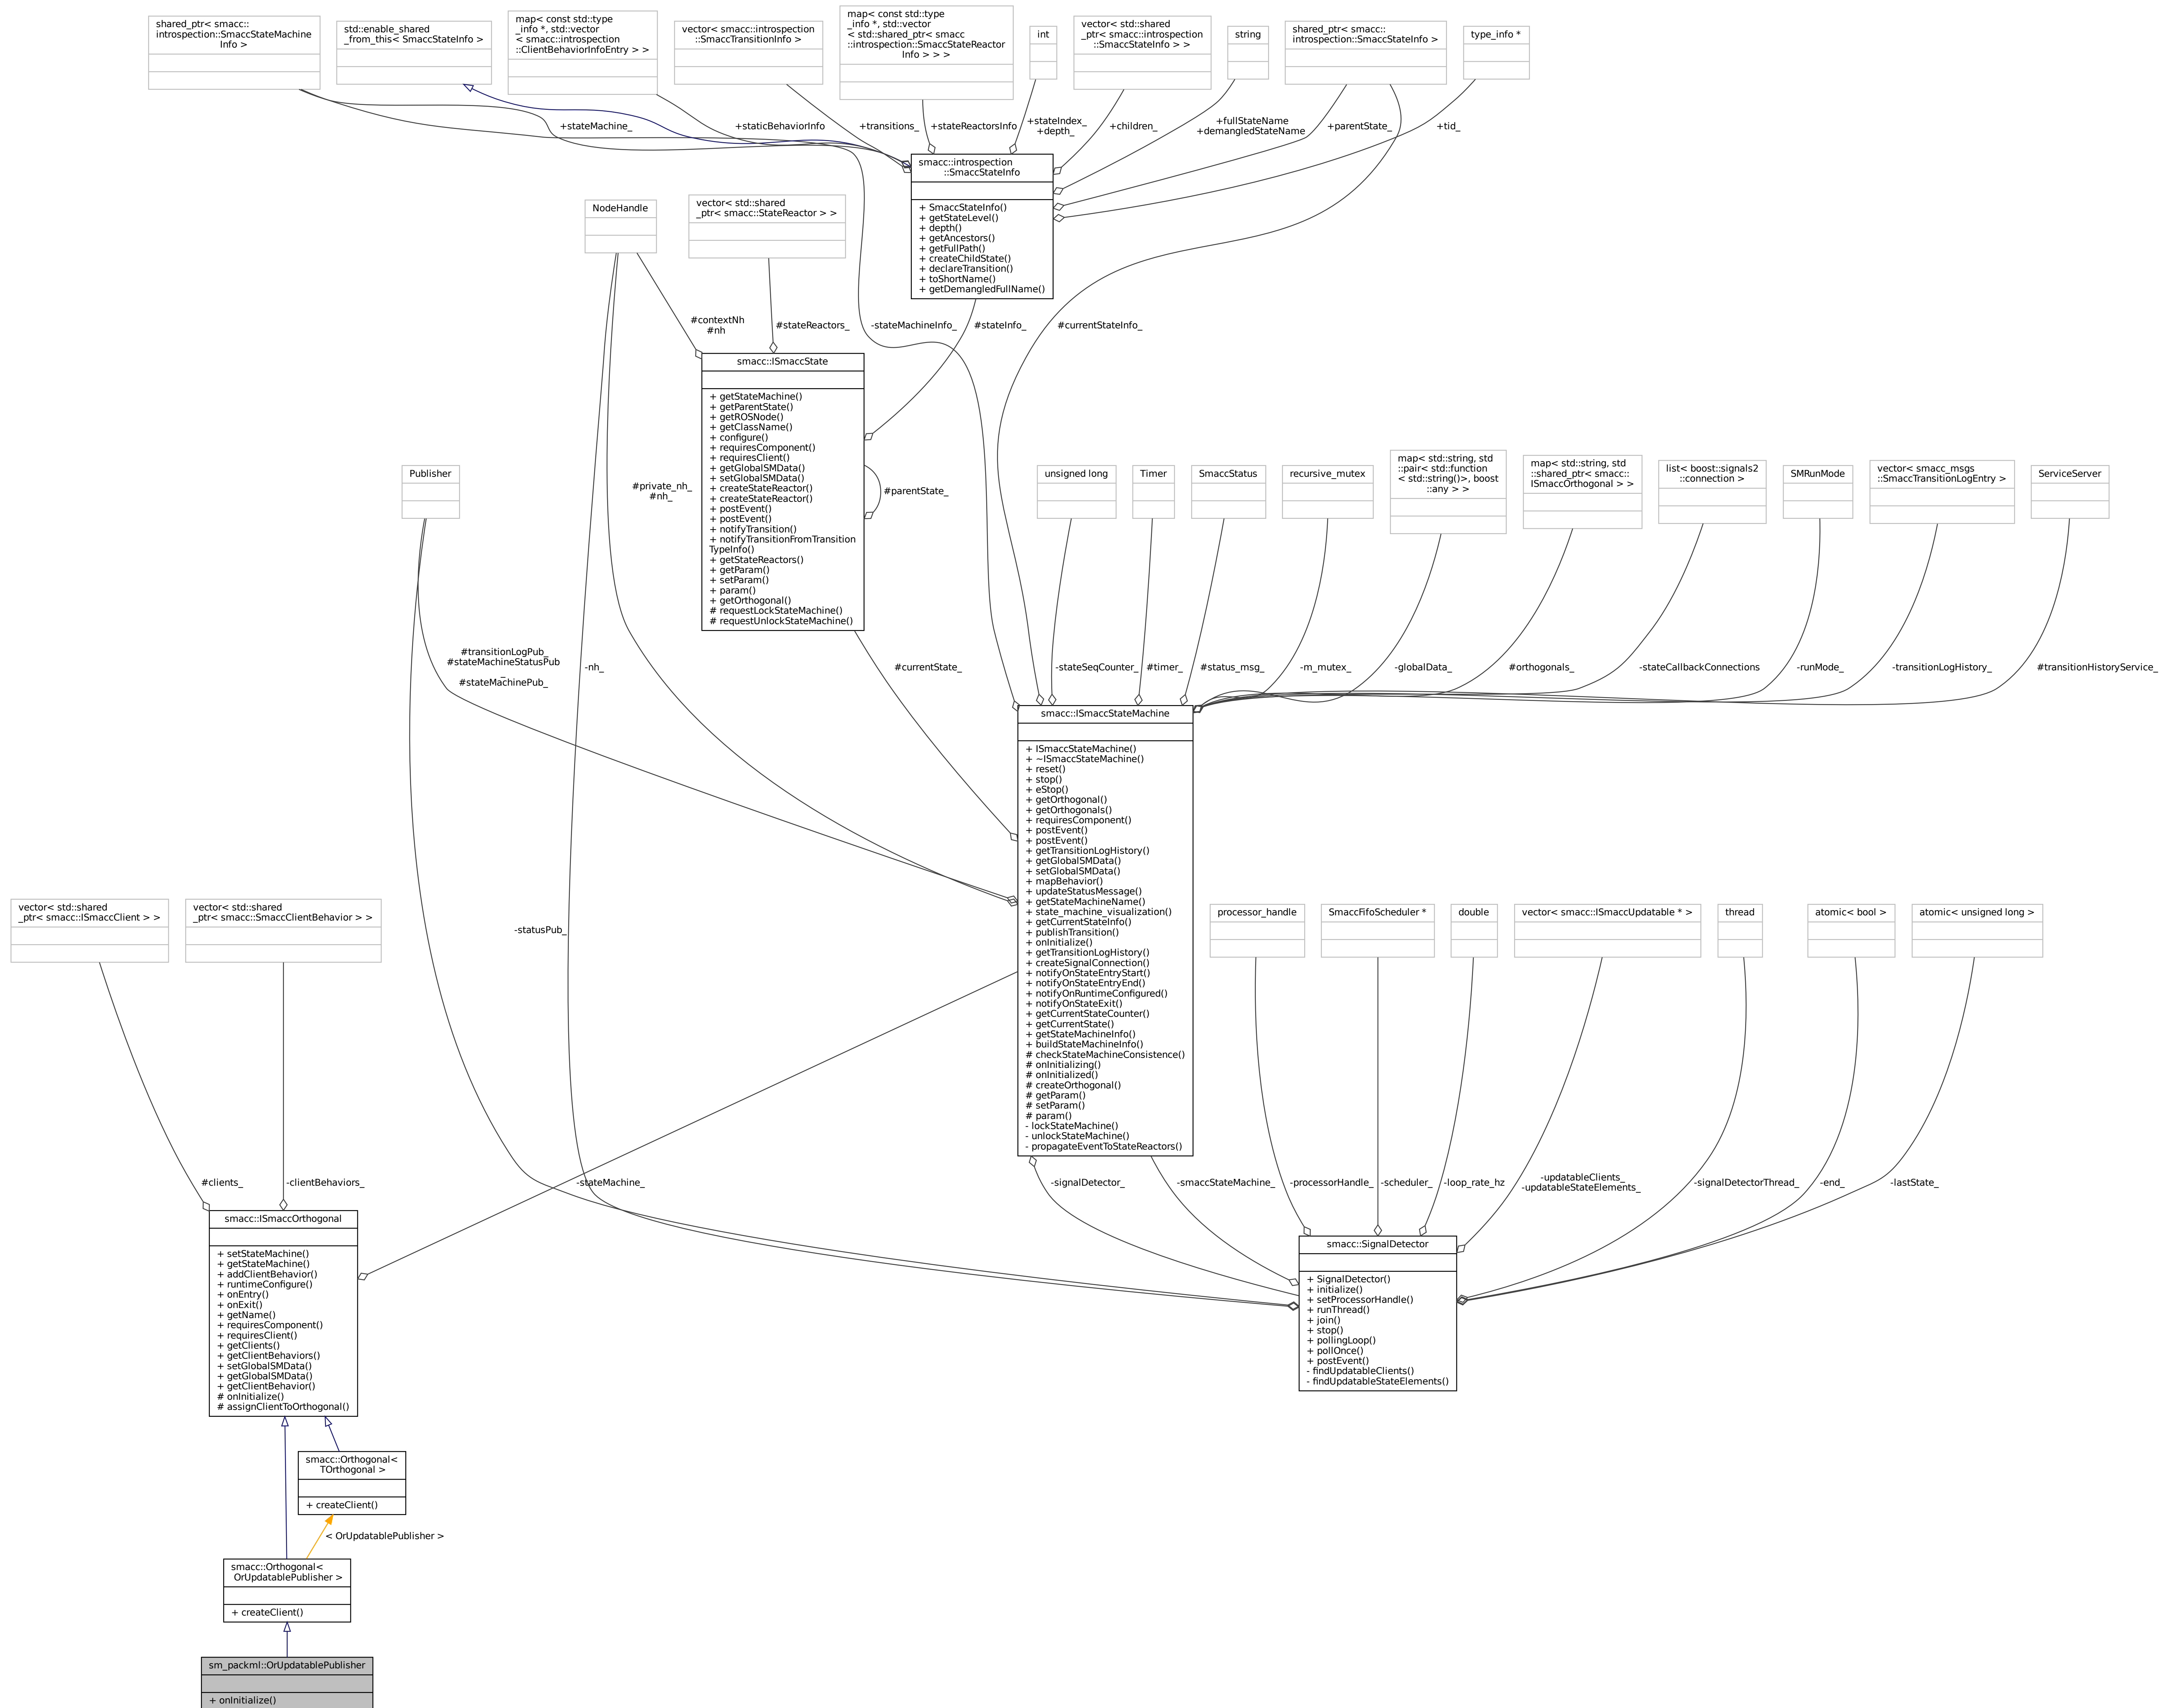 shared_ptr< smacc::
introspection::SmaccStateMachine
Info >
std::enable_shared
_from_this< SmaccStateInfo >
map< const std::type
_info *, std::vector
< smacc::introspection
::ClientBehaviorInfoEntry > >
vector< smacc::introspection
::SmaccTransitionInfo >
map< const std::type
_info *, std::vector
< std::shared_ptr< smacc
::introspection::SmaccStateReactor
Info > > >
int
vector< std::shared
_ptr< smacc::introspection
::SmaccStateInfo > >
string
shared_ptr< smacc::
introspection::SmaccStateInfo >
type_info *
+stateMachine_
+staticBehaviorInfo
+transitions_
+stateReactorsInfo
+stateIndex_
+depth_
+children_
+fullStateName
+demangledStateName
+parentState_
+tid_
smacc::introspection
::SmaccStateInfo
+ SmaccStateInfo()
+ getStateLevel()
+ depth()
+ getAncestors()
+ getFullPath()
+ createChildState()
+ declareTransition()
+ toShortName()
+ getDemangledFullName()
NodeHandle
vector< std::shared
_ptr< smacc::StateReactor > >
#contextNh
#nh
#stateReactors_
-stateMachineInfo_
#stateInfo_
#currentStateInfo_
smacc::ISmaccState
+ getStateMachine()
+ getParentState()
+ getROSNode()
+ getClassName()
+ configure()
+ requiresComponent()
+ requiresClient()
+ getGlobalSMData()
+ setGlobalSMData()
+ createStateReactor()
+ createStateReactor()
+ postEvent()
+ postEvent()
+ notifyTransition()
+ notifyTransitionFromTransition
TypeInfo()
+ getStateReactors()
+ getParam()
+ setParam()
+ param()
+ getOrthogonal()
# requestLockStateMachine()
# requestUnlockStateMachine()
#parentState_
Publisher
#private_nh_
#nh_
unsigned long
Timer
SmaccStatus
recursive_mutex
map< std::string, std
::pair< std::function
< std::string()>, boost
::any > >
map< std::string, std
::shared_ptr< smacc::
ISmaccOrthogonal > >
list< boost::signals2
::connection >
SMRunMode
vector< smacc_msgs
::SmaccTransitionLogEntry >
ServiceServer
#transitionLogPub_
#stateMachineStatusPub
_
#stateMachinePub_
-nh_
#currentState_
-stateSeqCounter_
#timer_
#status_msg_
-m_mutex_
-globalData_
#orthogonals_
-stateCallbackConnections
-runMode_
-transitionLogHistory_
#transitionHistoryService_
smacc::ISmaccStateMachine
+ ISmaccStateMachine()
+ ~ISmaccStateMachine()
+ reset()
+ stop()
+ eStop()
+ getOrthogonal()
+ getOrthogonals()
+ requiresComponent()
+ postEvent()
+ postEvent()
+ getTransitionLogHistory()
+ getGlobalSMData()
+ setGlobalSMData()
+ mapBehavior()
+ updateStatusMessage()
+ getStateMachineName()
+ state_machine_visualization()
+ getCurrentStateInfo()
+ publishTransition()
+ onInitialize()
+ getTransitionLogHistory()
+ createSignalConnection()
+ notifyOnStateEntryStart()
+ notifyOnStateEntryEnd()
+ notifyOnRuntimeConfigured()
+ notifyOnStateExit()
+ getCurrentStateCounter()
+ getCurrentState()
+ getStateMachineInfo()
+ buildStateMachineInfo()
# checkStateMachineConsistence()
# onInitializing()
# onInitialized()
# createOrthogonal()
# getParam()
# setParam()
# param()
- lockStateMachine()
- unlockStateMachine()
- propagateEventToStateReactors()
vector< std::shared
_ptr< smacc::ISmaccClient > >
vector< std::shared
_ptr< smacc::SmaccClientBehavior > >
-statusPub_
processor_handle
SmaccFifoScheduler *
double
vector< smacc::ISmaccUpdatable * >
thread
atomic< bool >
atomic< unsigned long >
#clients_
-clientBehaviors_
-stateMachine_
-signalDetector_
-smaccStateMachine_
-processorHandle_
-scheduler_
-loop_rate_hz
-updatableClients_
-updatableStateElements_
-signalDetectorThread_
-end_
-lastState_
smacc::ISmaccOrthogonal
+ setStateMachine()
+ getStateMachine()
+ addClientBehavior()
+ runtimeConfigure()
+ onEntry()
+ onExit()
+ getName()
+ requiresComponent()
+ requiresClient()
+ getClients()
+ getClientBehaviors()
+ setGlobalSMData()
+ getGlobalSMData()
+ getClientBehavior()
# onInitialize()
# assignClientToOrthogonal()
smacc::SignalDetector
+ SignalDetector()
+ initialize()
+ setProcessorHandle()
+ runThread()
+ join()
+ stop()
+ pollingLoop()
+ pollOnce()
+ postEvent()
- findUpdatableClients()
- findUpdatableStateElements()
smacc::Orthogonal<
TOrthogonal >
+ createClient()
< OrUpdatablePublisher >
smacc::Orthogonal<
OrUpdatablePublisher >
+ createClient()
sm_packml::OrUpdatablePublisher
+ onInitialize()